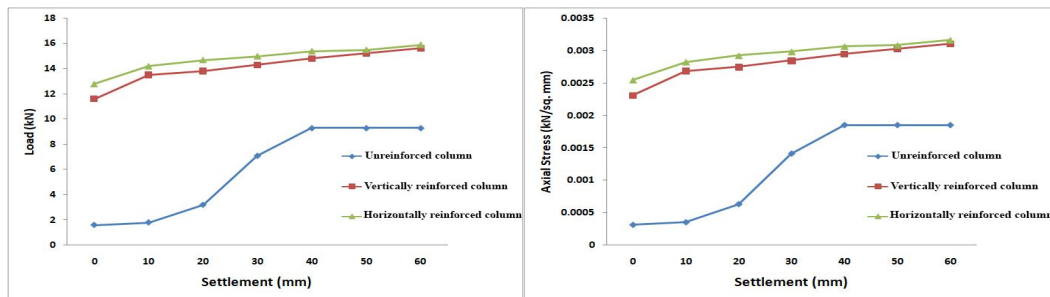 18
16
14
12
10
8
6
4
2
0
Load (kN)
0 10 20 30 40 50 60
Settlement (mm)
Unreinforced column
Vertically reinforced column
Horizontally reinforced column
0.0035
0.003
0.0025
0.002
0.0015
0.001
0.0005
0
Axial Stress (kN/sq. mm)
0 10 20 30 40 50 60
Settlement (mm)
Unreinforced column
Vertically reinforced column
Horizontally reinforced column